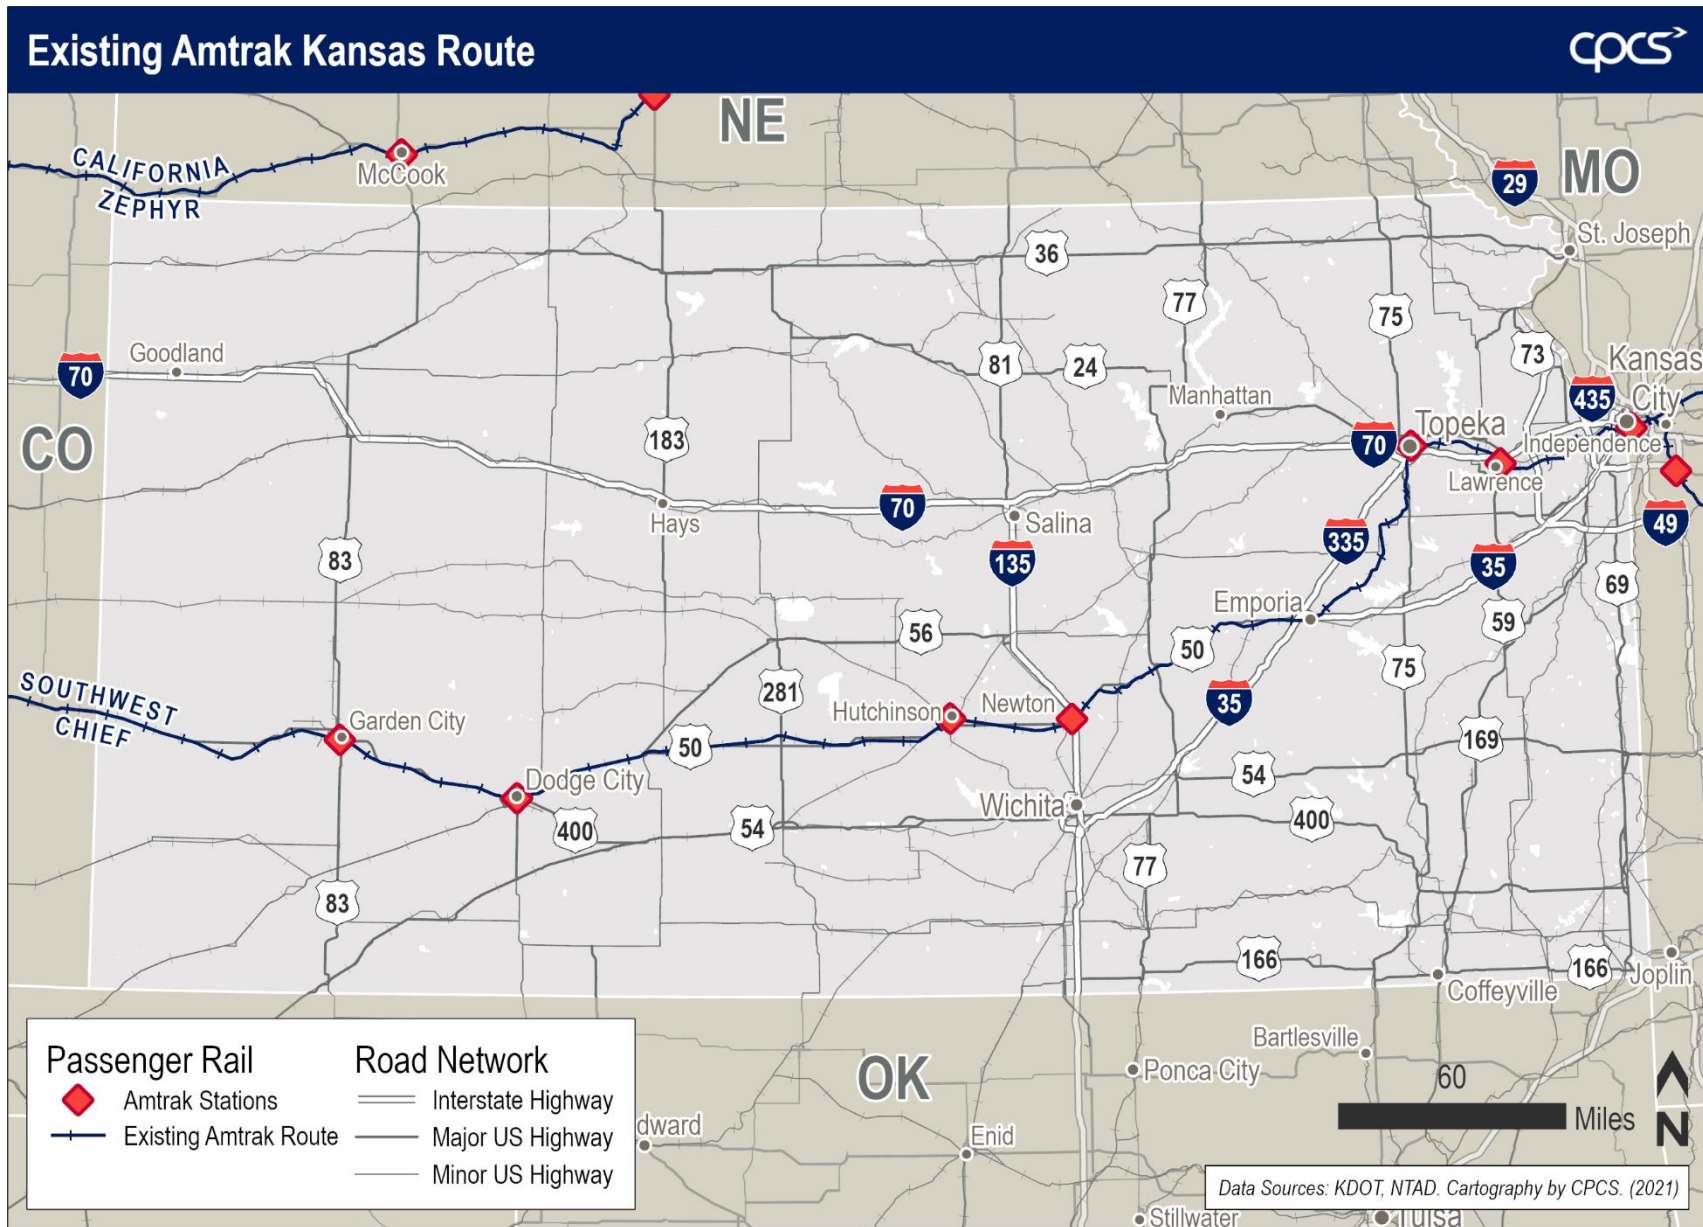 Existing Amtrak Kansas Route
cpcs
NE
MO
CALIFORNIA
ZEPHYR
McCook
29
St. Joseph
36
77
75
73
Kansas
City
81
24
Goodland
70
435
Manhattan
Topeka
Independence
CO
183
70
Lawrence
70
Hays
Salina
49
335
135
35
83
69
Emporia
59
56
50
75
SOUTHWEST
CHIEF
281
35
Garden City
Hutchinson
Newton
50
169
Dodge City
54
Wichita
400
54
400
77
83
166
166
Joplin
Coffeyville
Bartlesville
OK
Ponca City
60
Miles
N
Passenger Rail
Amtrak Stations
Existing Amtrak Route
Road Network
Interstate Highway
Major US Highway
Minor US Highway
dward
Enid
Data Sources: KDOT, NTAD. Cartography by CPCS. (2021)
Stillwater
Tulsa